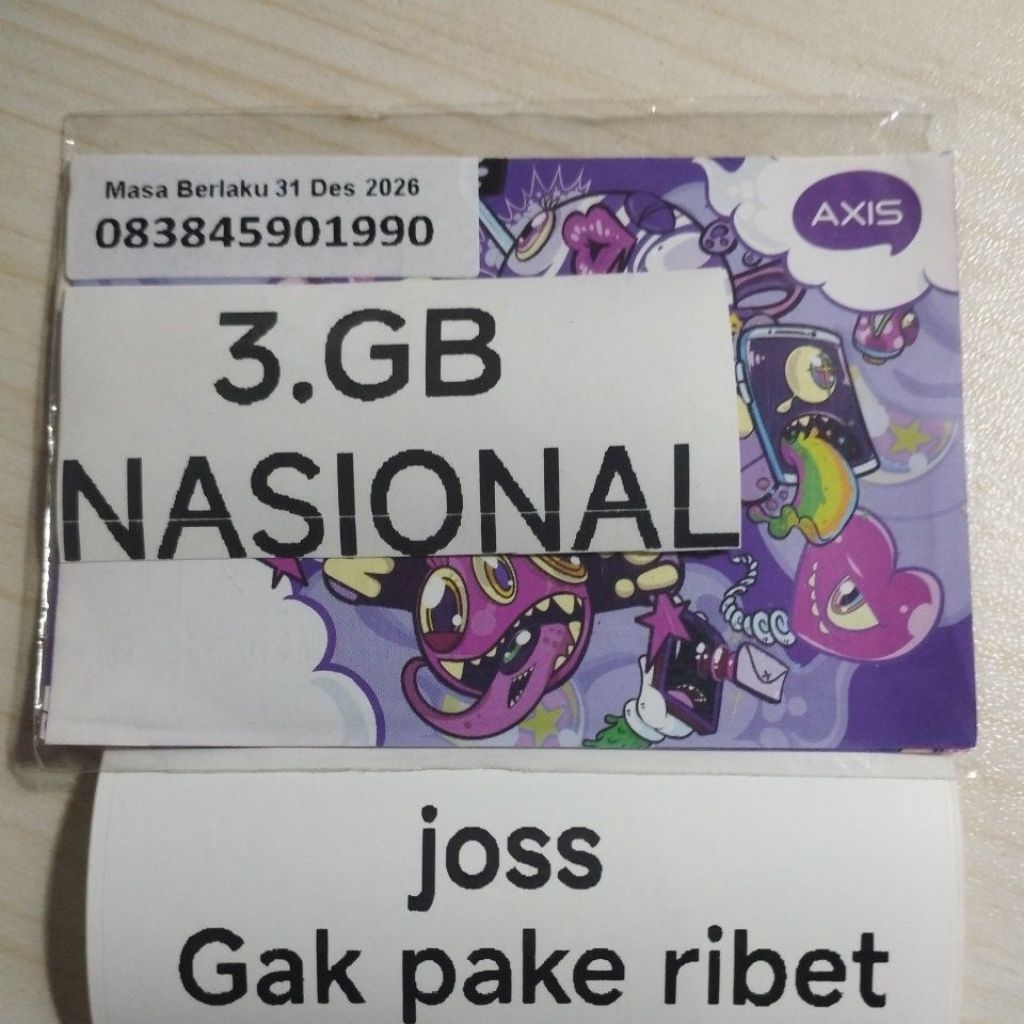 Masa Berlaku 31 Des 2026
083845901990
AXIS
3.GB
NASIONAL
joss
Gak pake ribet